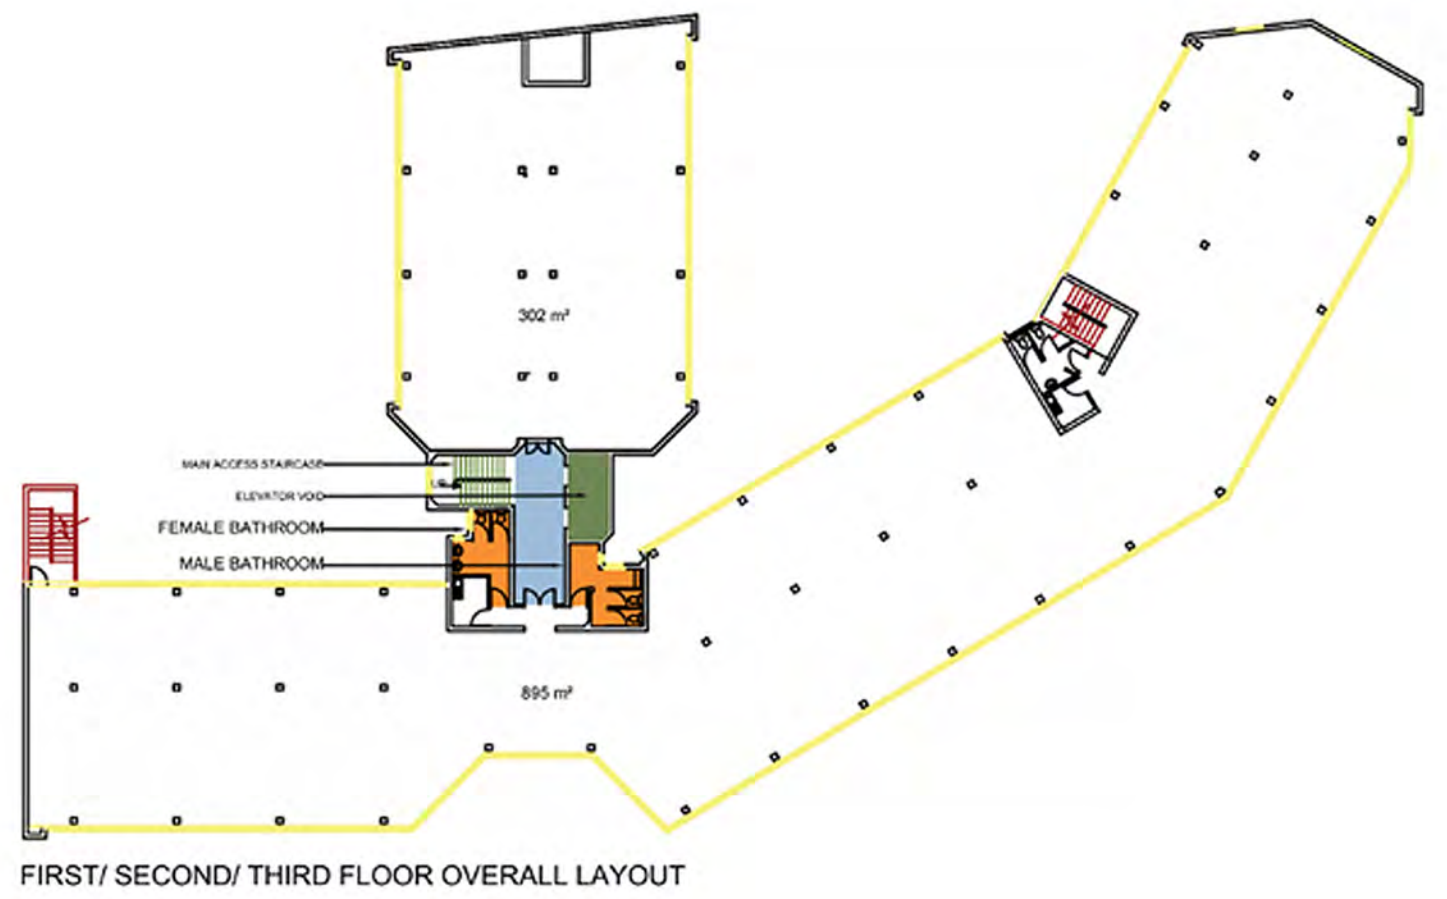 302 m²
MAIN ACCESS STAIRCASE
ELEVATOR VOID
FEMALE BATHROOM
MALE BATHROOM
895 m²
FIRST/ SECOND/ THIRD FLOOR OVERALL LAYOUT